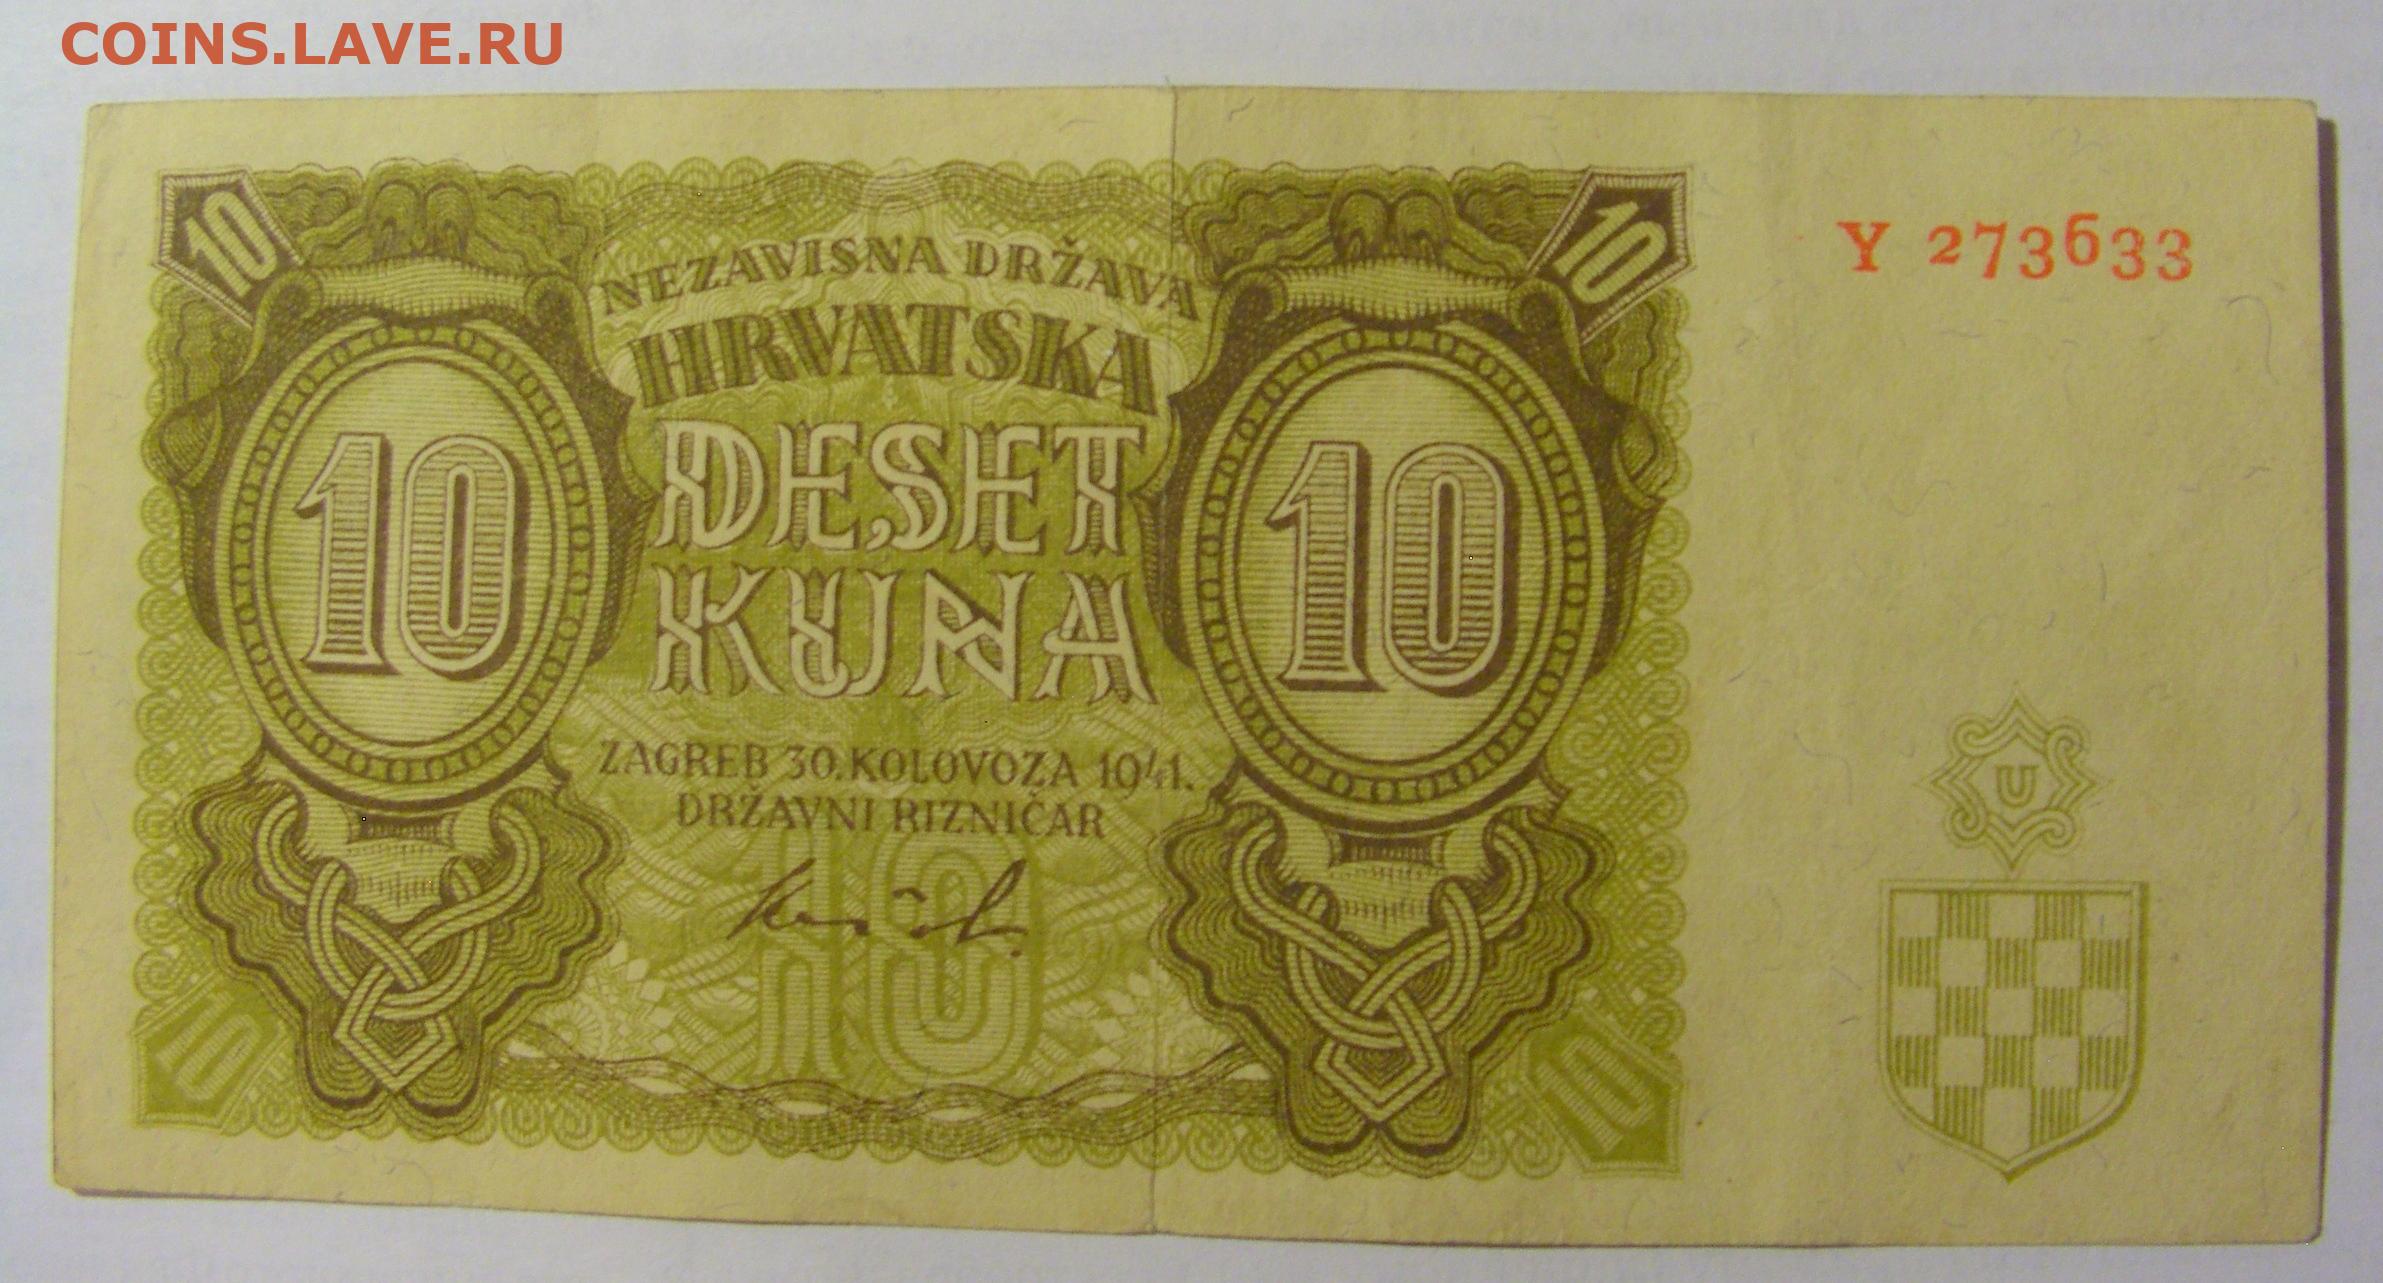 COINS.LAVE.RU
10
10
Y 273633
NEZAVISNA DRŽAVA
HRVATSKA
DESET
KUNA
10
10
ZAGREB 30. KOLOVOZA 1941.
DRŽAVNI RIZNIČAR
U
10
10
10